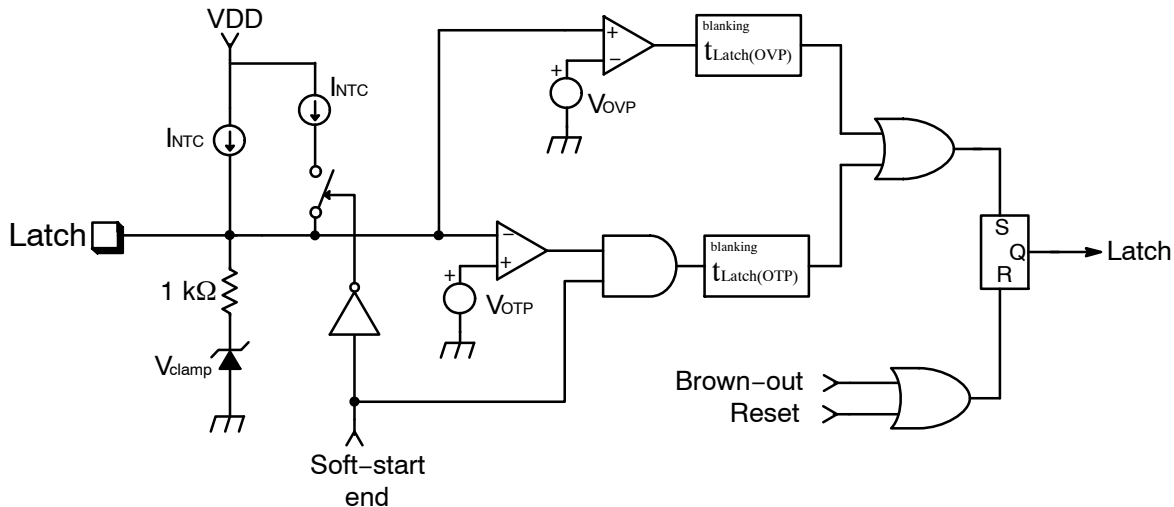 VDD
INTC
INTC
blanking
tLatch(OVP)
+
−
+
VOVP
Latch
−
+
+
VOTP
blanking
tLatch(OTP)
S
Q
R
Latch
1 kΩ
Vclamp
Brown−out
Reset
Soft−start
end